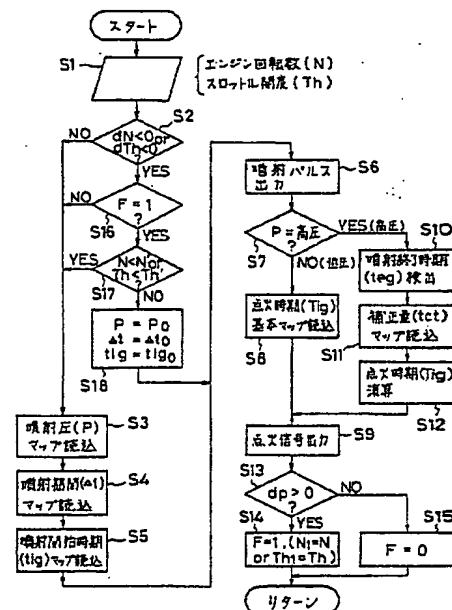 スタート
S1
エンジン回転数(N)
スロットル開度(Th)
S2
dN<0 or
dTh<0
?
NO
YES
F=1
?
NO
S16
YES
N<N' or
Th<Th'
?
YES
S17
NO
P=P₀
Δt=Δt₀
tig=tig₀
S18
噴射圧(P)
マップ読込
S3
噴射期間(Δt)
マップ読込
S4
噴射開始時期
(tig)マップ読込
S5
噴射パルス
出力
S6
P=高圧
?
S7
YES(高圧)
NO(低圧)
点火時期(Tig)
基本マップ読込
S8
S10
噴射終了時期
(teg)検出
補正量(tct)
マップ読込
S11
点火時期(Tig)
演算
S12
点火信号出力
S9
S13
dp>0
?
NO
YES
S14
F=1,(N₁=N
or Th₁=Th)
S15
F=0
リターン